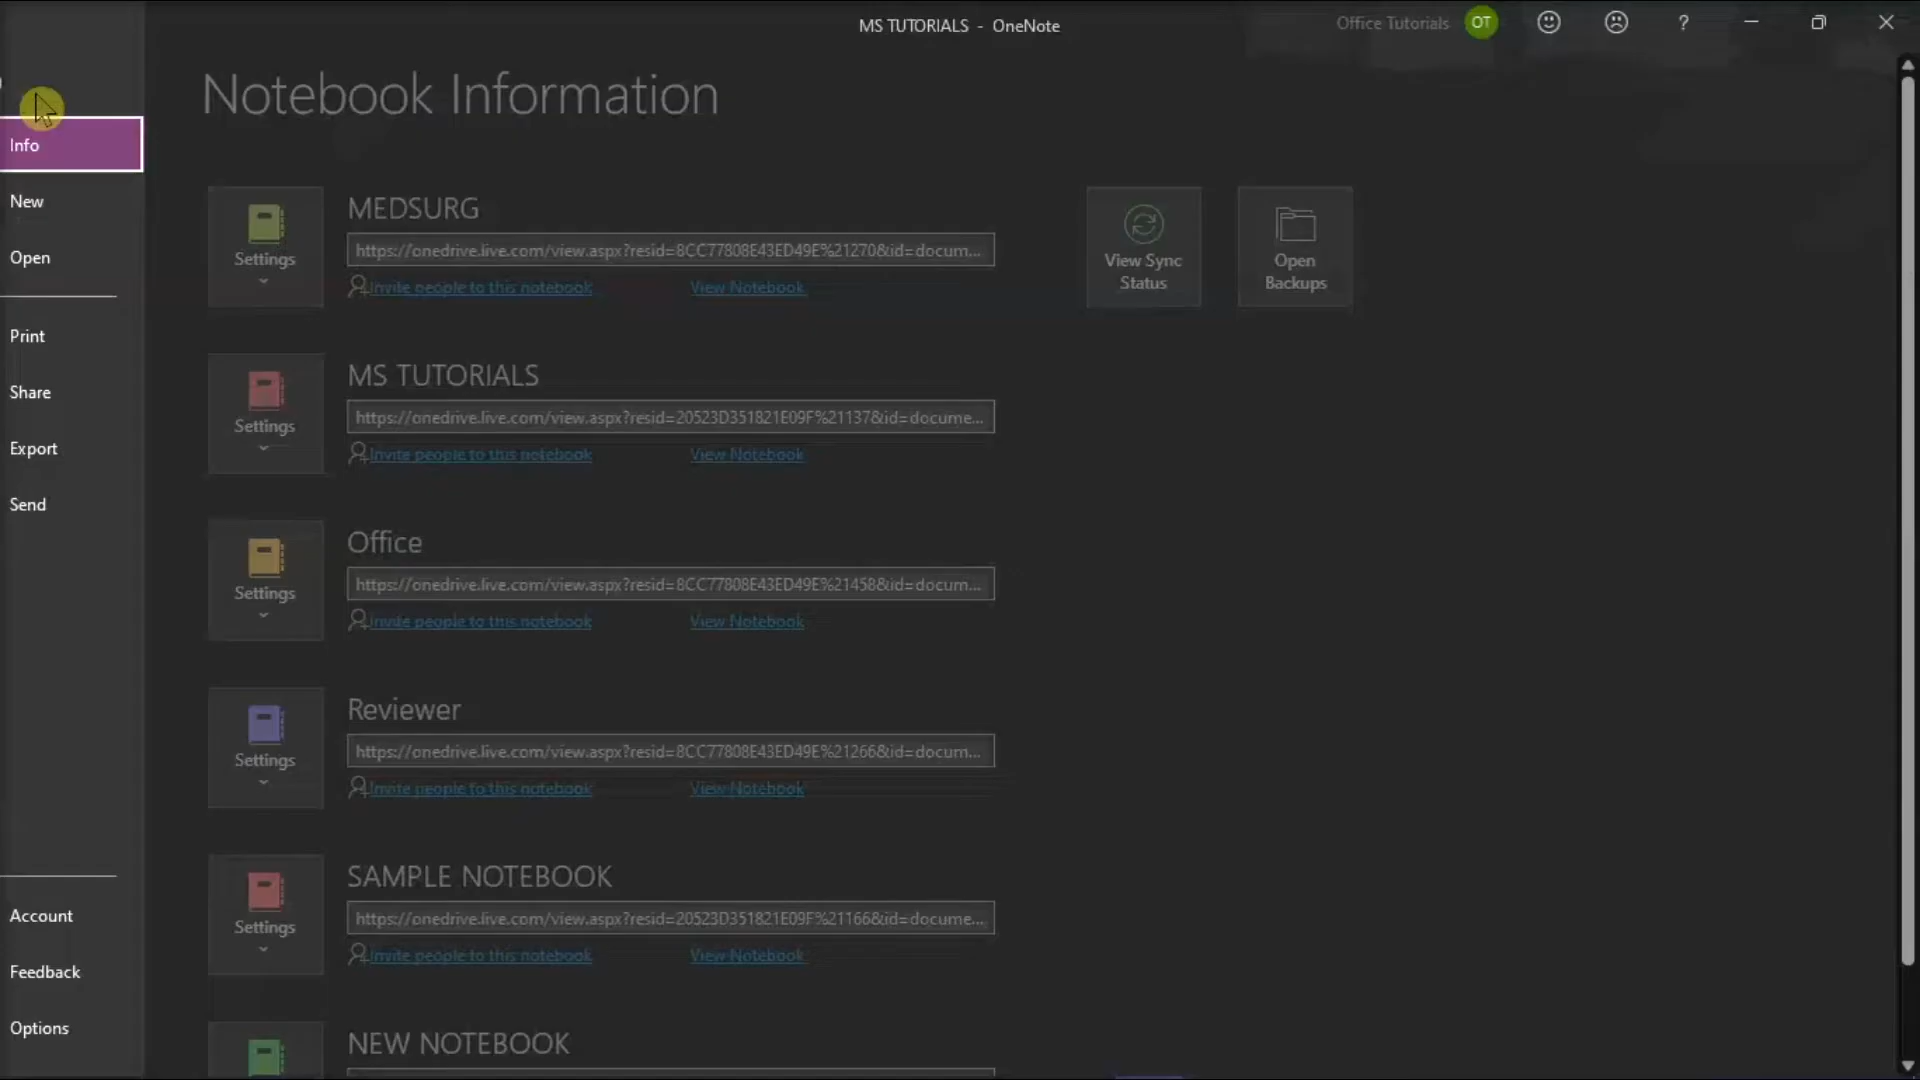 MS TUTORIALS - OneNote
Office Tutorials
OT
?
Notebook Information
Info
New
Open
Print
Share
Export
Send
Account
Feedback
Options
Settings
MEDSURG
https://onedrive.live.com/view.aspx?resid=8CC77808E43ED49E%21270&id=docum...
Invite people to this notebook
View Notebook
View Sync
Status
Open
Backups
Settings
MS TUTORIALS
https://onedrive.live.com/view.aspx?resid=20523D351821E09F%21137&id=docume...
Invite people to this notebook
View Notebook
Settings
Office
https://onedrive.live.com/view.aspx?resid=8CC77808E43ED49E%21458&id=docum...
Invite people to this notebook
View Notebook
Settings
Reviewer
https://onedrive.live.com/view.aspx?resid=8CC77808E43ED49E%21266&id=docum...
Invite people to this notebook
View Notebook
Settings
SAMPLE NOTEBOOK
https://onedrive.live.com/view.aspx?resid=20523D351821E09F%21166&id=docume...
Invite people to this notebook
View Notebook
NEW NOTEBOOK